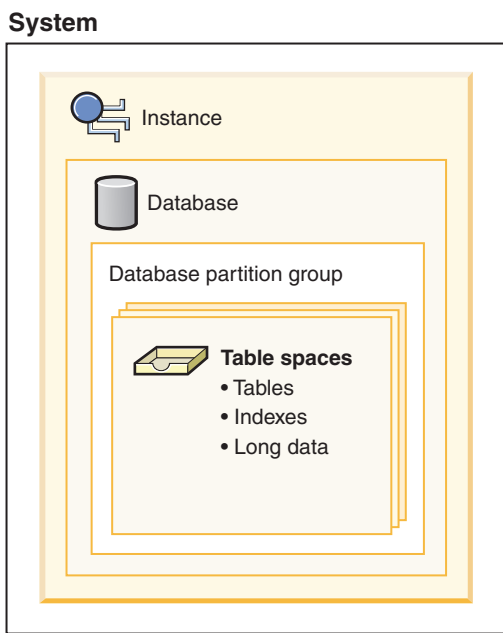 System
Instance
Database
Database partition group
Table spaces
• Tables
• Indexes
• Long data